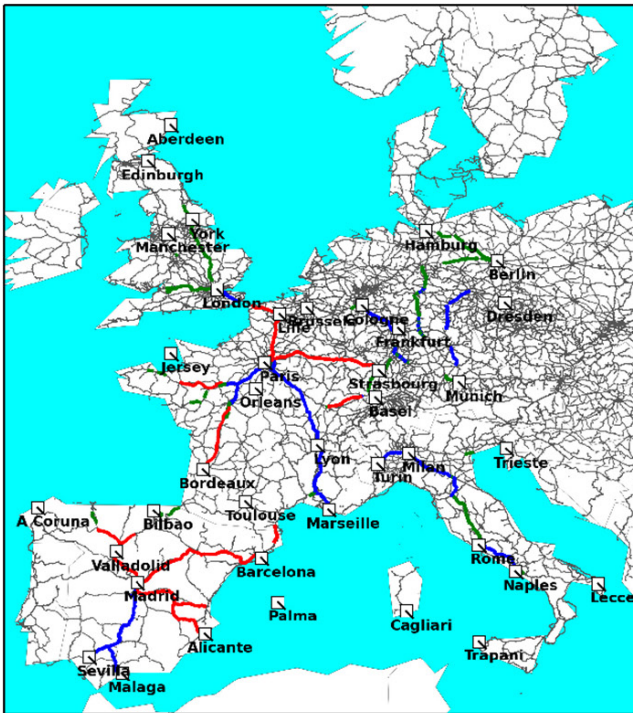 Aberdeen
Edinburgh
York
Manchester
Hamburg
Berlin
London
Lille
Brussels
Cologne
Dresden
Frankfurt
Jersey
Paris
Strasbourg
Munich
Orleans
Basel
Lyon
Milan
Trieste
Turin
Bordeaux
A Coruna
Bilbao
Toulouse
Marseille
Valladolid
Barcelona
Rome
Madrid
Naples
Lecce
Palma
Cagliari
Alicante
Trapani
Sevilla
Malaga